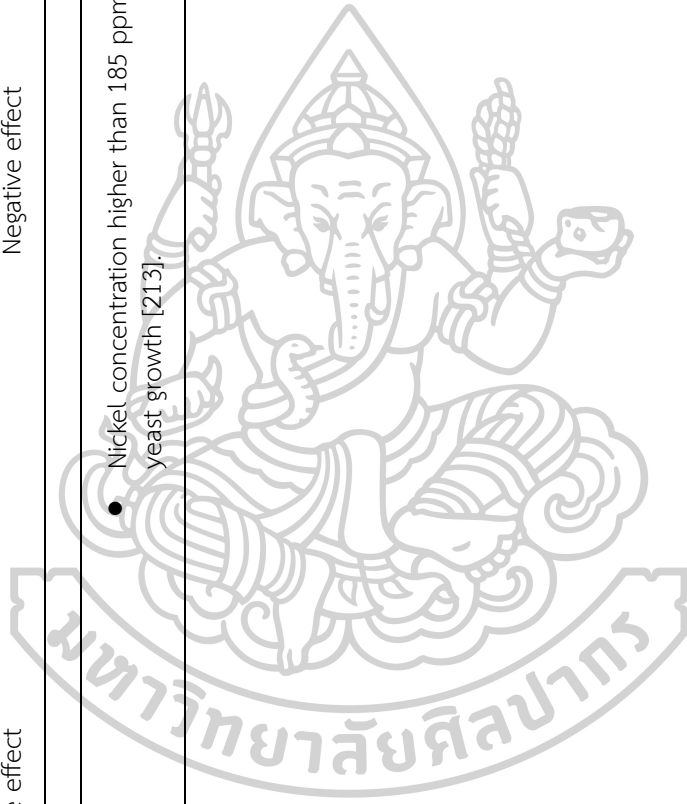 effect
Negative effect
● Nickel concentration higher than 185 ppm
yeast growth [213].
มหาวิทยาลัยศิลปากร